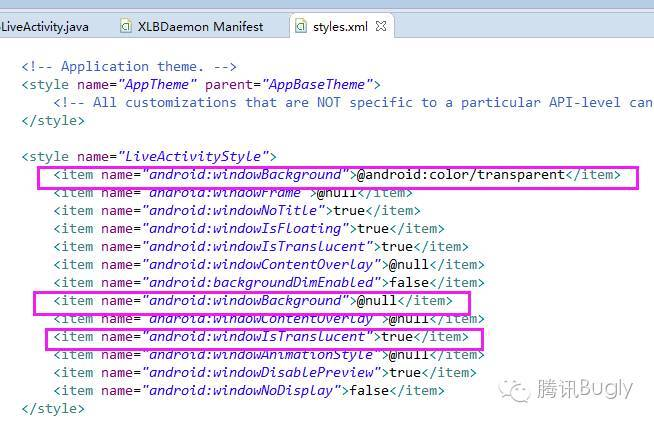 LiveActivity.java XLBDaemon Manifest styles.xml
<!-- Application theme. -->
<style name="AppTheme" parent="AppBaseTheme">
<!-- All customizations that are NOT specific to a particular API-level can
</style>
<style name="LiveActivityStyle">
<item name="android:windowBackground">@android:color/transparent</item>
<item name="android:windowFrame">@null</item>
<item name="android:windowNoTitle">true</item>
<item name="android:windowIsFloating">true</item>
<item name="android:windowIsTranslucent">true</item>
<item name="android:windowContentOverlay">@null</item>
<item name="android:backgroundDimEnabled">false</item>
<item name="android:windowBackground">@null</item>
<item name="android:windowContentOverlay">@null</item>
<item name="android:windowIsTranslucent">true</item>
<item name="android:windowAnimationStyle">@null</item>
<item name="android:windowDisablePreview">true</item>
<item name="android:windowNoDisplay">false</item>
</style>
腾讯Bugly